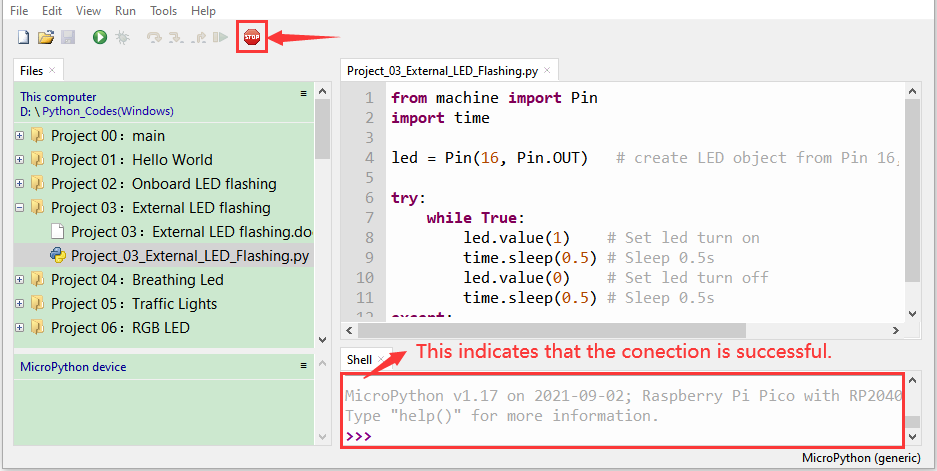 File Edit View Run Tools Help
STOP
Files
This computer
D: \ Python_Codes(Windows)
Project 00：main
Project 01：Hello World
Project 02：Onboard LED flashing
Project 03：External LED flashing
Project 03：External LED flashing.do
Project_03_External_LED_Flashing.py
Project 04：Breathing Led
Project 05：Traffic Lights
Project 06：RGB LED
MicroPython device
Project_03_External_LED_Flashing.py
1 from machine import Pin
2 import time
3
4 led = Pin(16, Pin.OUT)   # create LED object from Pin 16,
5
6 try:
7     while True:
8         led.value(1)    # Set led turn on
9         time.sleep(0.5) # Sleep 0.5s
10         led.value(0)    # Set led turn off
11         time.sleep(0.5) # Sleep 0.5s
12 except:
Shell
This indicates that the conection is successful.
MicroPython v1.17 on 2021-09-02; Raspberry Pi Pico with RP2040
Type "help()" for more information.
>>>
MicroPython (generic)